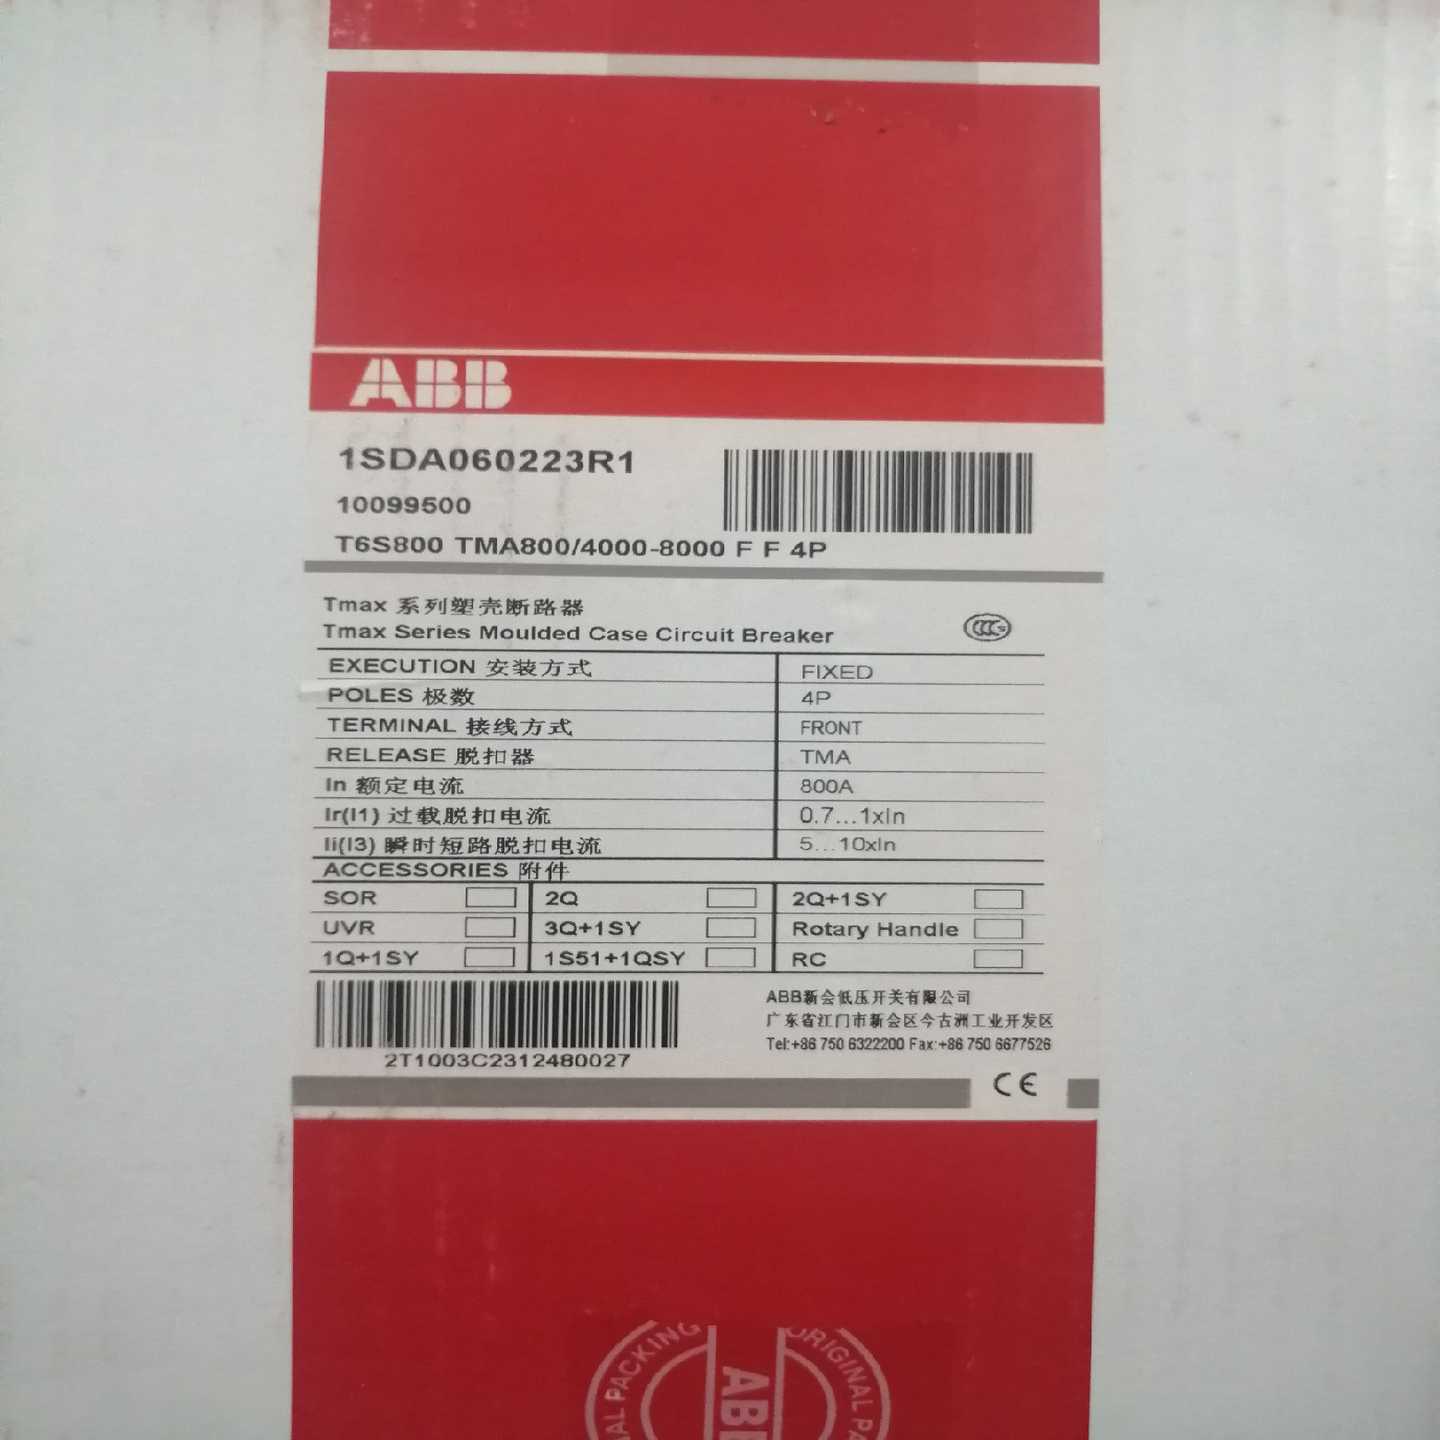 ABB
1SDA060223R1
10099500
T6S800 TMA800/4000-8000 F F 4P
Tmax 系列塑壳断路器
Tmax Series Moulded Case Circuit Breaker
EXECUTION 安装方式 FIXED
POLES 极数 4P
TERMINAL 接线方式 FRONT
RELEASE 脱扣器 TMA
In 额定电流 800A
Ir(I1) 过载脱扣电流 0.7...1xIn
Ii(I3) 瞬时短路脱扣电流 5...10xIn
ACCESSORIES 附件
SOR 2Q 2Q+1SY
UVR 3Q+1SY Rotary Handle
1Q+1SY 1S51+1QSY RC
ABB新会低压开关有限公司
广东省江门市新会区今古洲工业开发区
Tel:+86 750 6322200 Fax:+86 750 6677526
2T1003C2312480027
CE
PACKING ORIGINAL
ABB